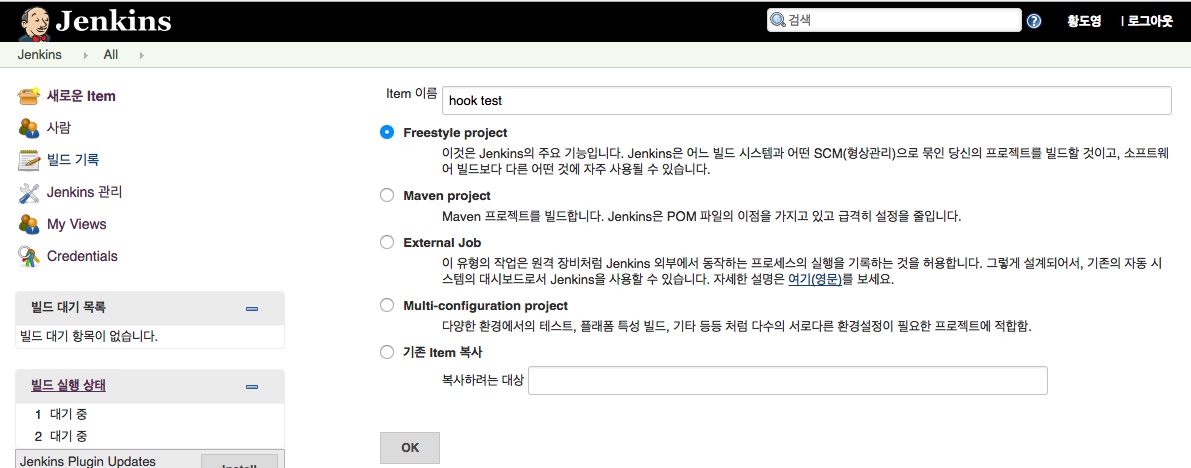 Jenkins
검색
황도영
| 로그아웃
Jenkins
All
새로운 Item
사람
빌드 기록
Jenkins 관리
My Views
Credentials
빌드 대기 목록
빌드 대기 항목이 없습니다.
빌드 실행 상태
1 대기 중
2 대기 중
Jenkins Plugin Updates
Install
Item 이름
hook test
Freestyle project
이것은 Jenkins의 주요 기능입니다. Jenkins은 어느 빌드 시스템과 어떤 SCM(형상관리)으로 묶인 당신의 프로젝트를 빌드할 것이고, 소프트웨
어 빌드보다 다른 어떤 것에 자주 사용될 수 있습니다.
Maven project
Maven 프로젝트를 빌드합니다. Jenkins은 POM 파일의 이점을 가지고 있고 급격히 설정을 줄입니다.
External Job
이 유형의 작업은 원격 장비처럼 Jenkins 외부에서 동작하는 프로세스의 실행을 기록하는 것을 허용합니다. 그렇게 설계되어서, 기존의 자동 시
스템의 대시보드로서 Jenkins을 사용할 수 있습니다. 자세한 설명은 여기(영문)를 보세요.
Multi-configuration project
다양한 환경에서의 테스트, 플래폼 특성 빌드, 기타 등등 처럼 다수의 서로다른 환경설정이 필요한 프로젝트에 적합함.
기존 Item 복사
복사하려는 대상
OK